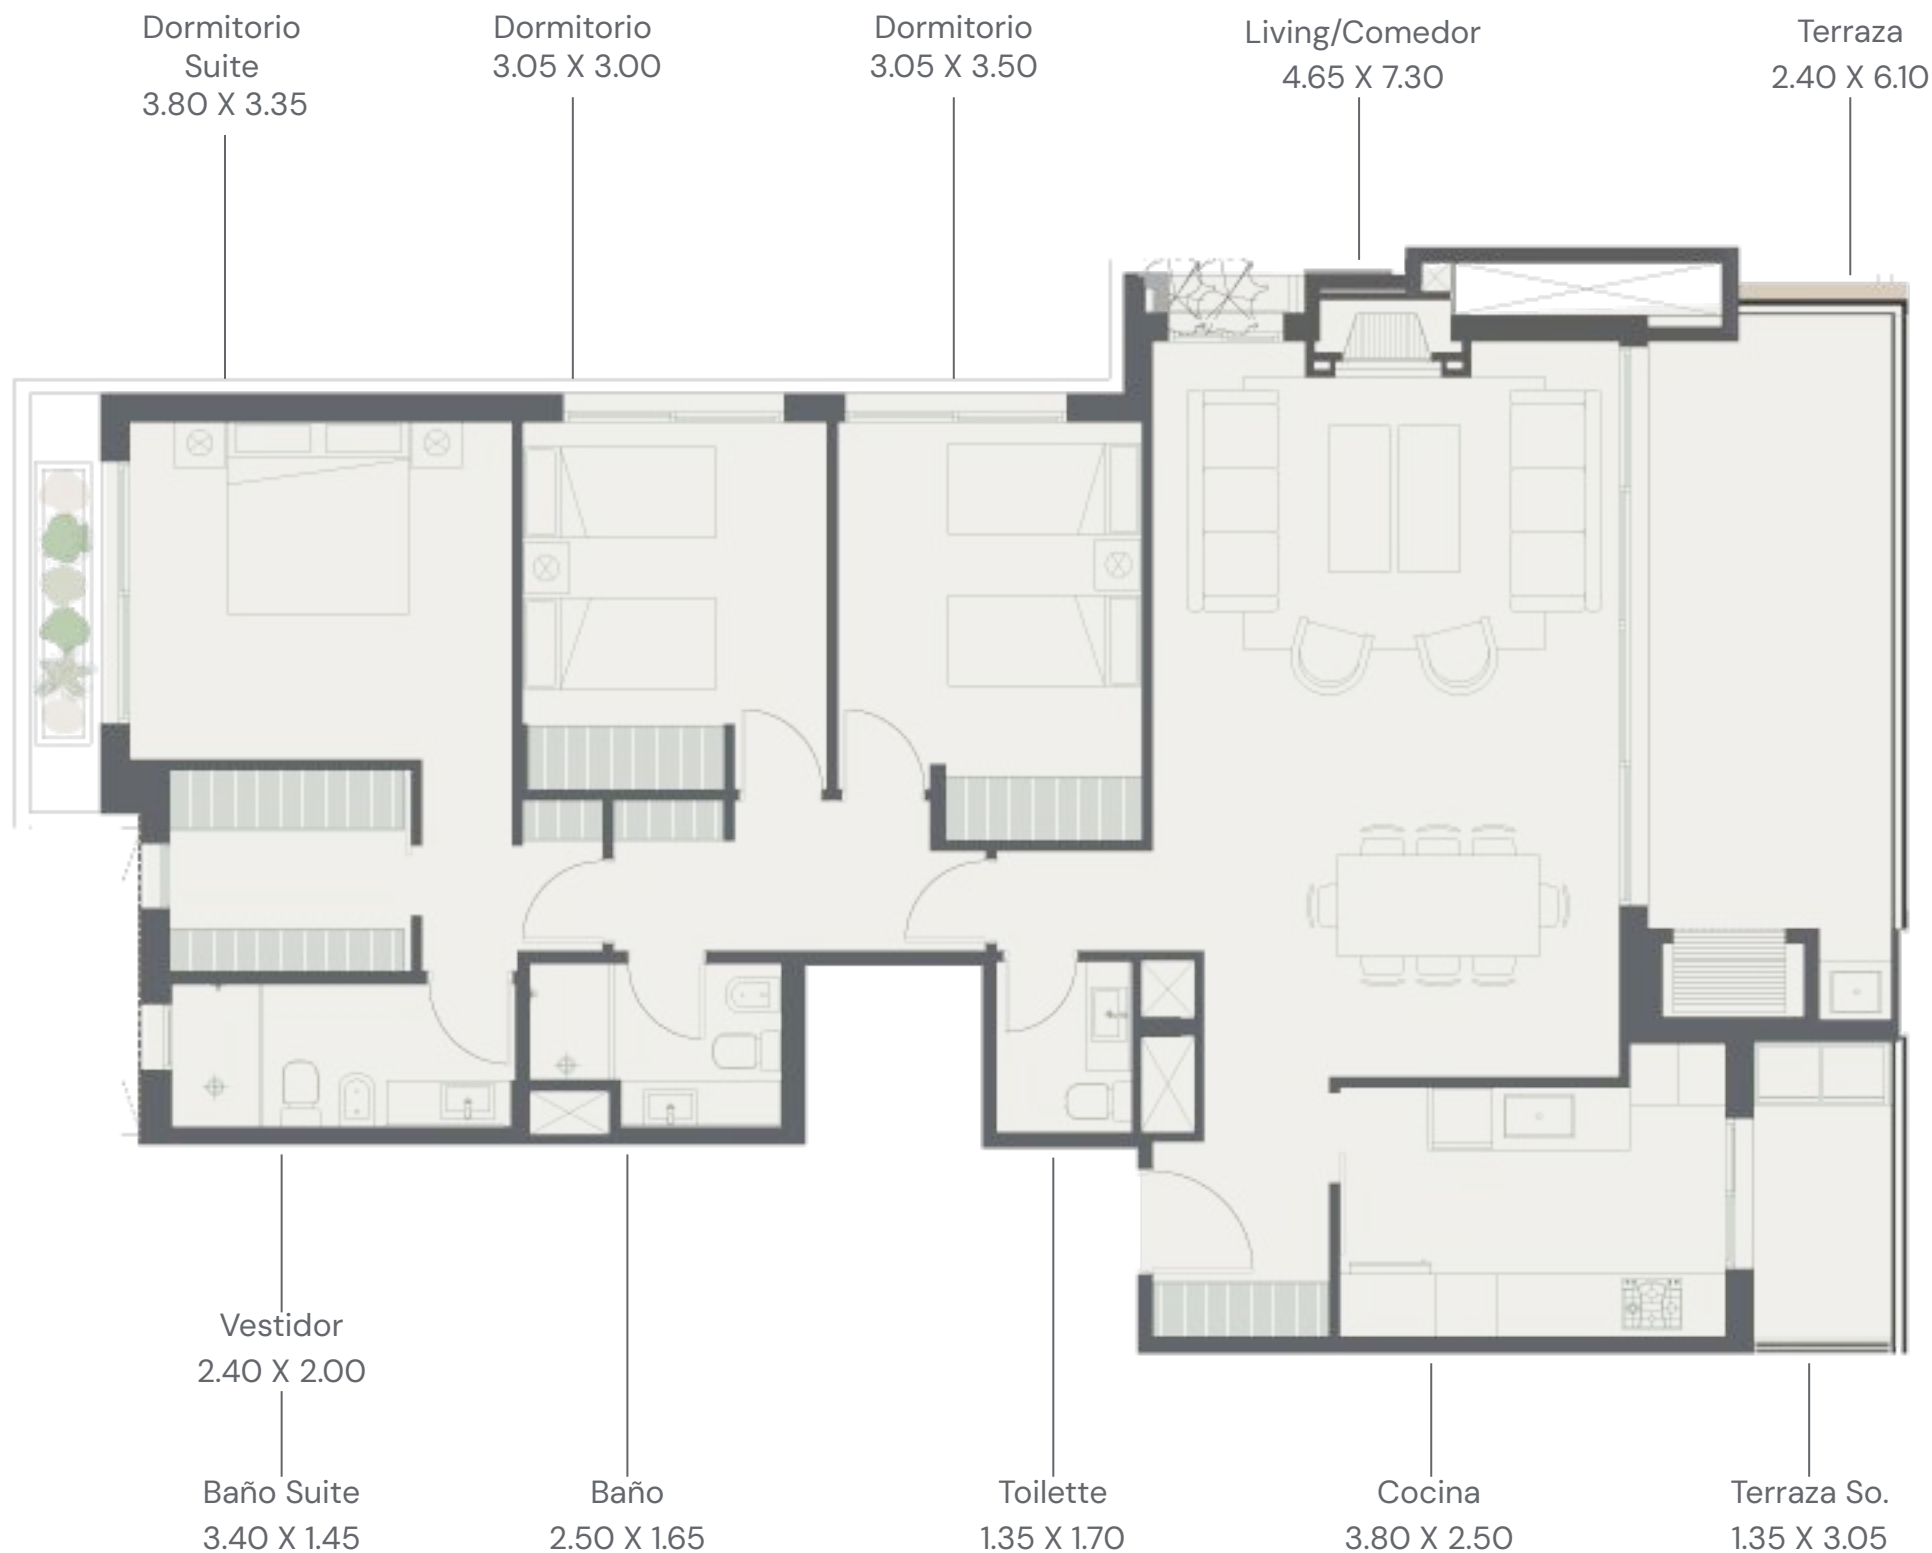 Dormitorio
Suite
3.80 X 3.35
Dormitorio
3.05 X 3.00
Dormitorio
3.05 X 3.50
Living/Comedor
4.65 X 7.30
Terraza
2.40 X 6.10
Vestidor
2.40 X 2.00
Baño Suite
3.40 X 1.45
Baño
2.50 X 1.65
Toilette
1.35 X 1.70
Cocina
3.80 X 2.50
Terraza So.
1.35 X 3.05